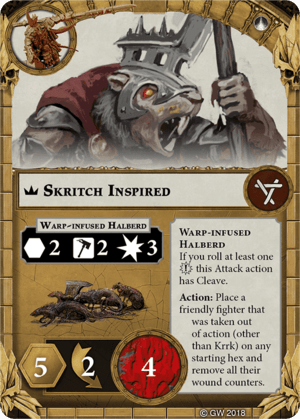 Skritch Inspired
Warp-infused Halberd
2 2 3
Warp-infused
Halberd
If you roll at least one
this Attack action
has Cleave.
Action: Place a
friendly fighter that
was taken out
of action (other
than Krrk) on any
starting hex and
remove all their
wound counters.
5 2 4
© GW 2018